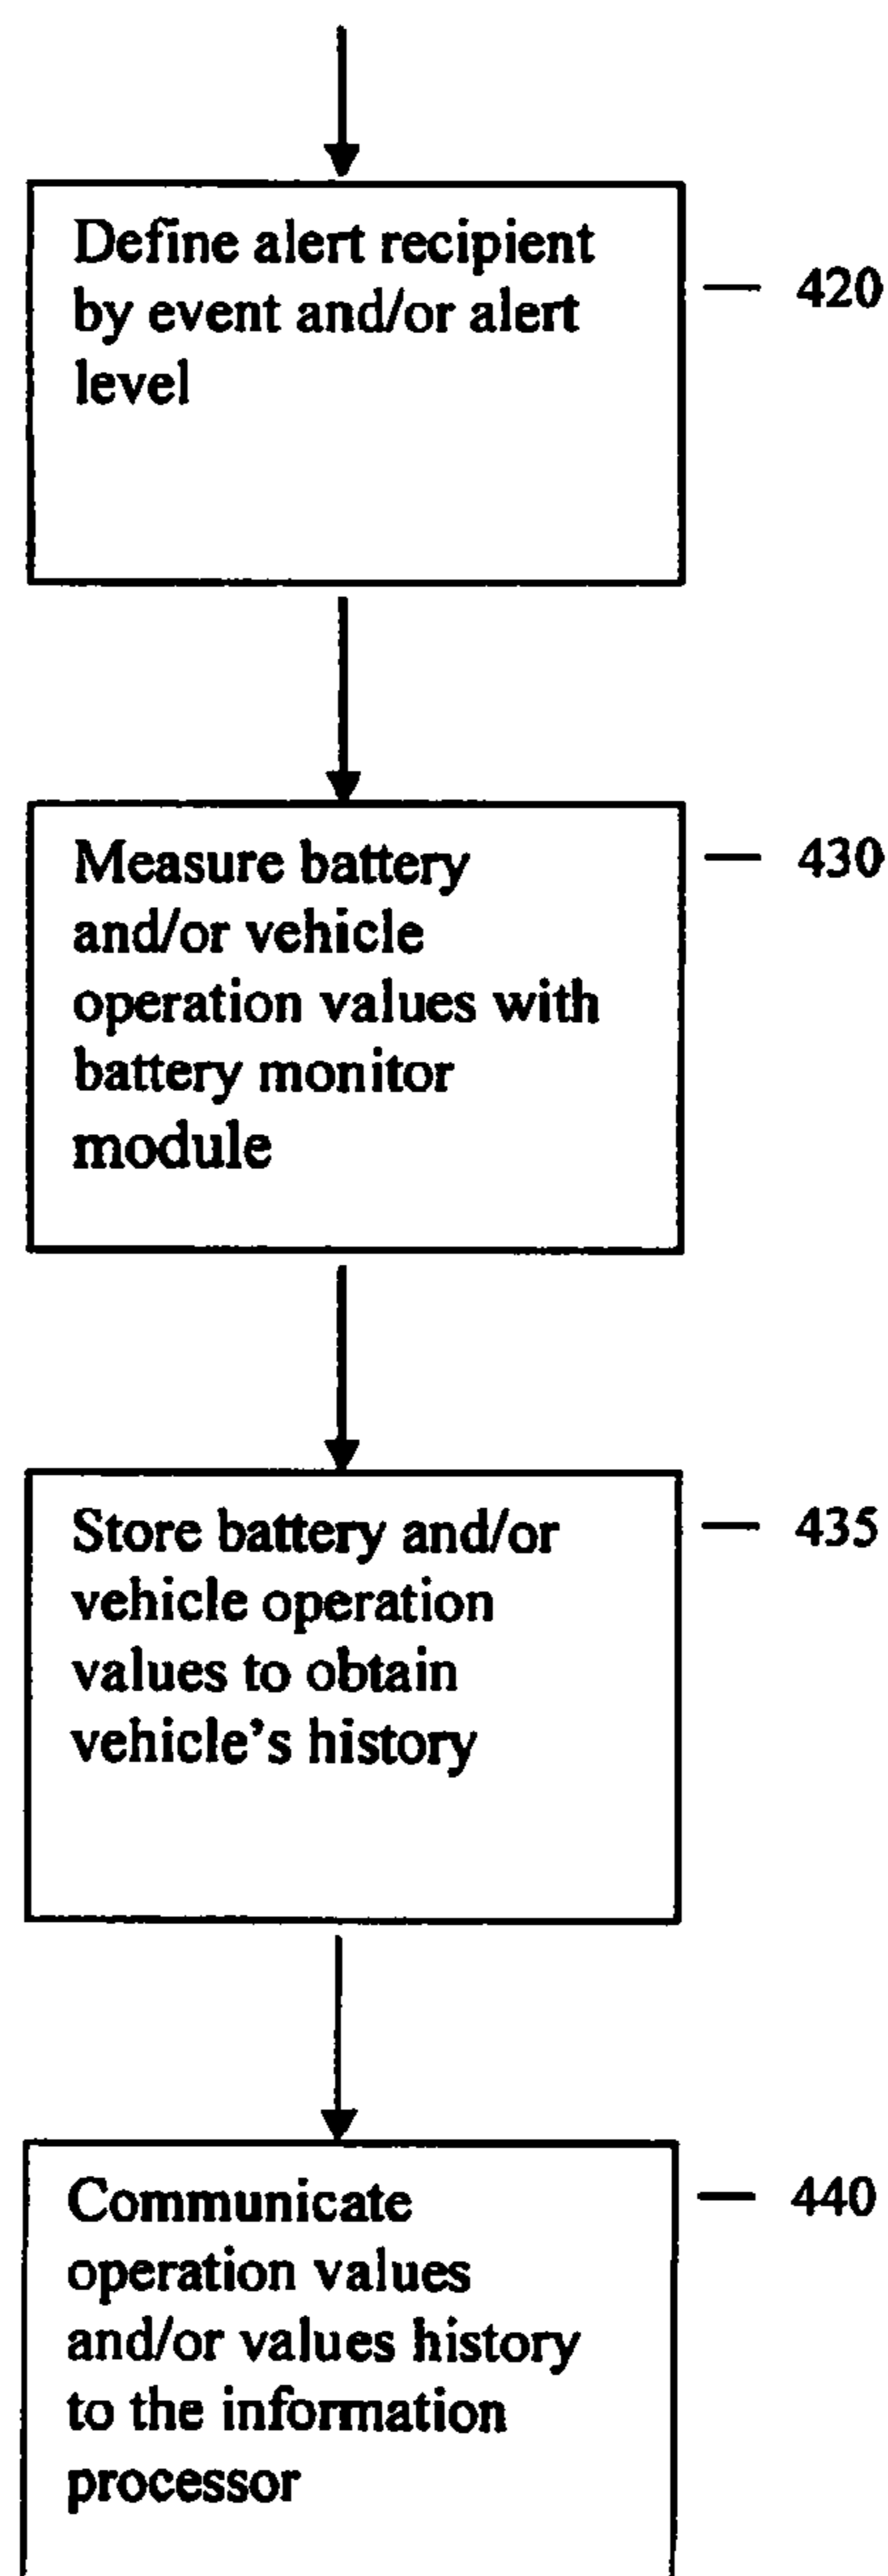 Define alert recipient
by event and/or alert
level
420
Measure battery
and/or vehicle
operation values with
battery monitor
module
430
Store battery and/or
vehicle operation
values to obtain
vehicle's history
435
Communicate
operation values
and/or values history
to the information
processor
440